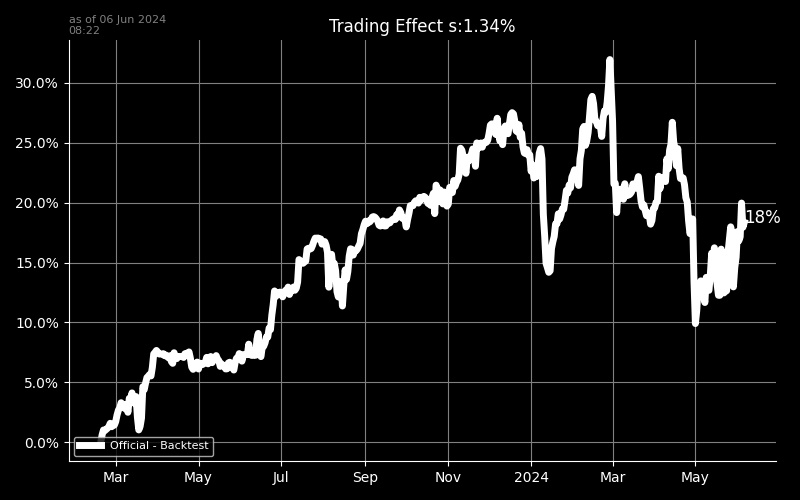 as of 06 Jun 2024
08:22
Trading Effect s:1.34%
30.0%
25.0%
20.0%
18%
15.0%
10.0%
5.0%
0.0%
Official - Backtest
Mar May Jul Sep Nov 2024 Mar May